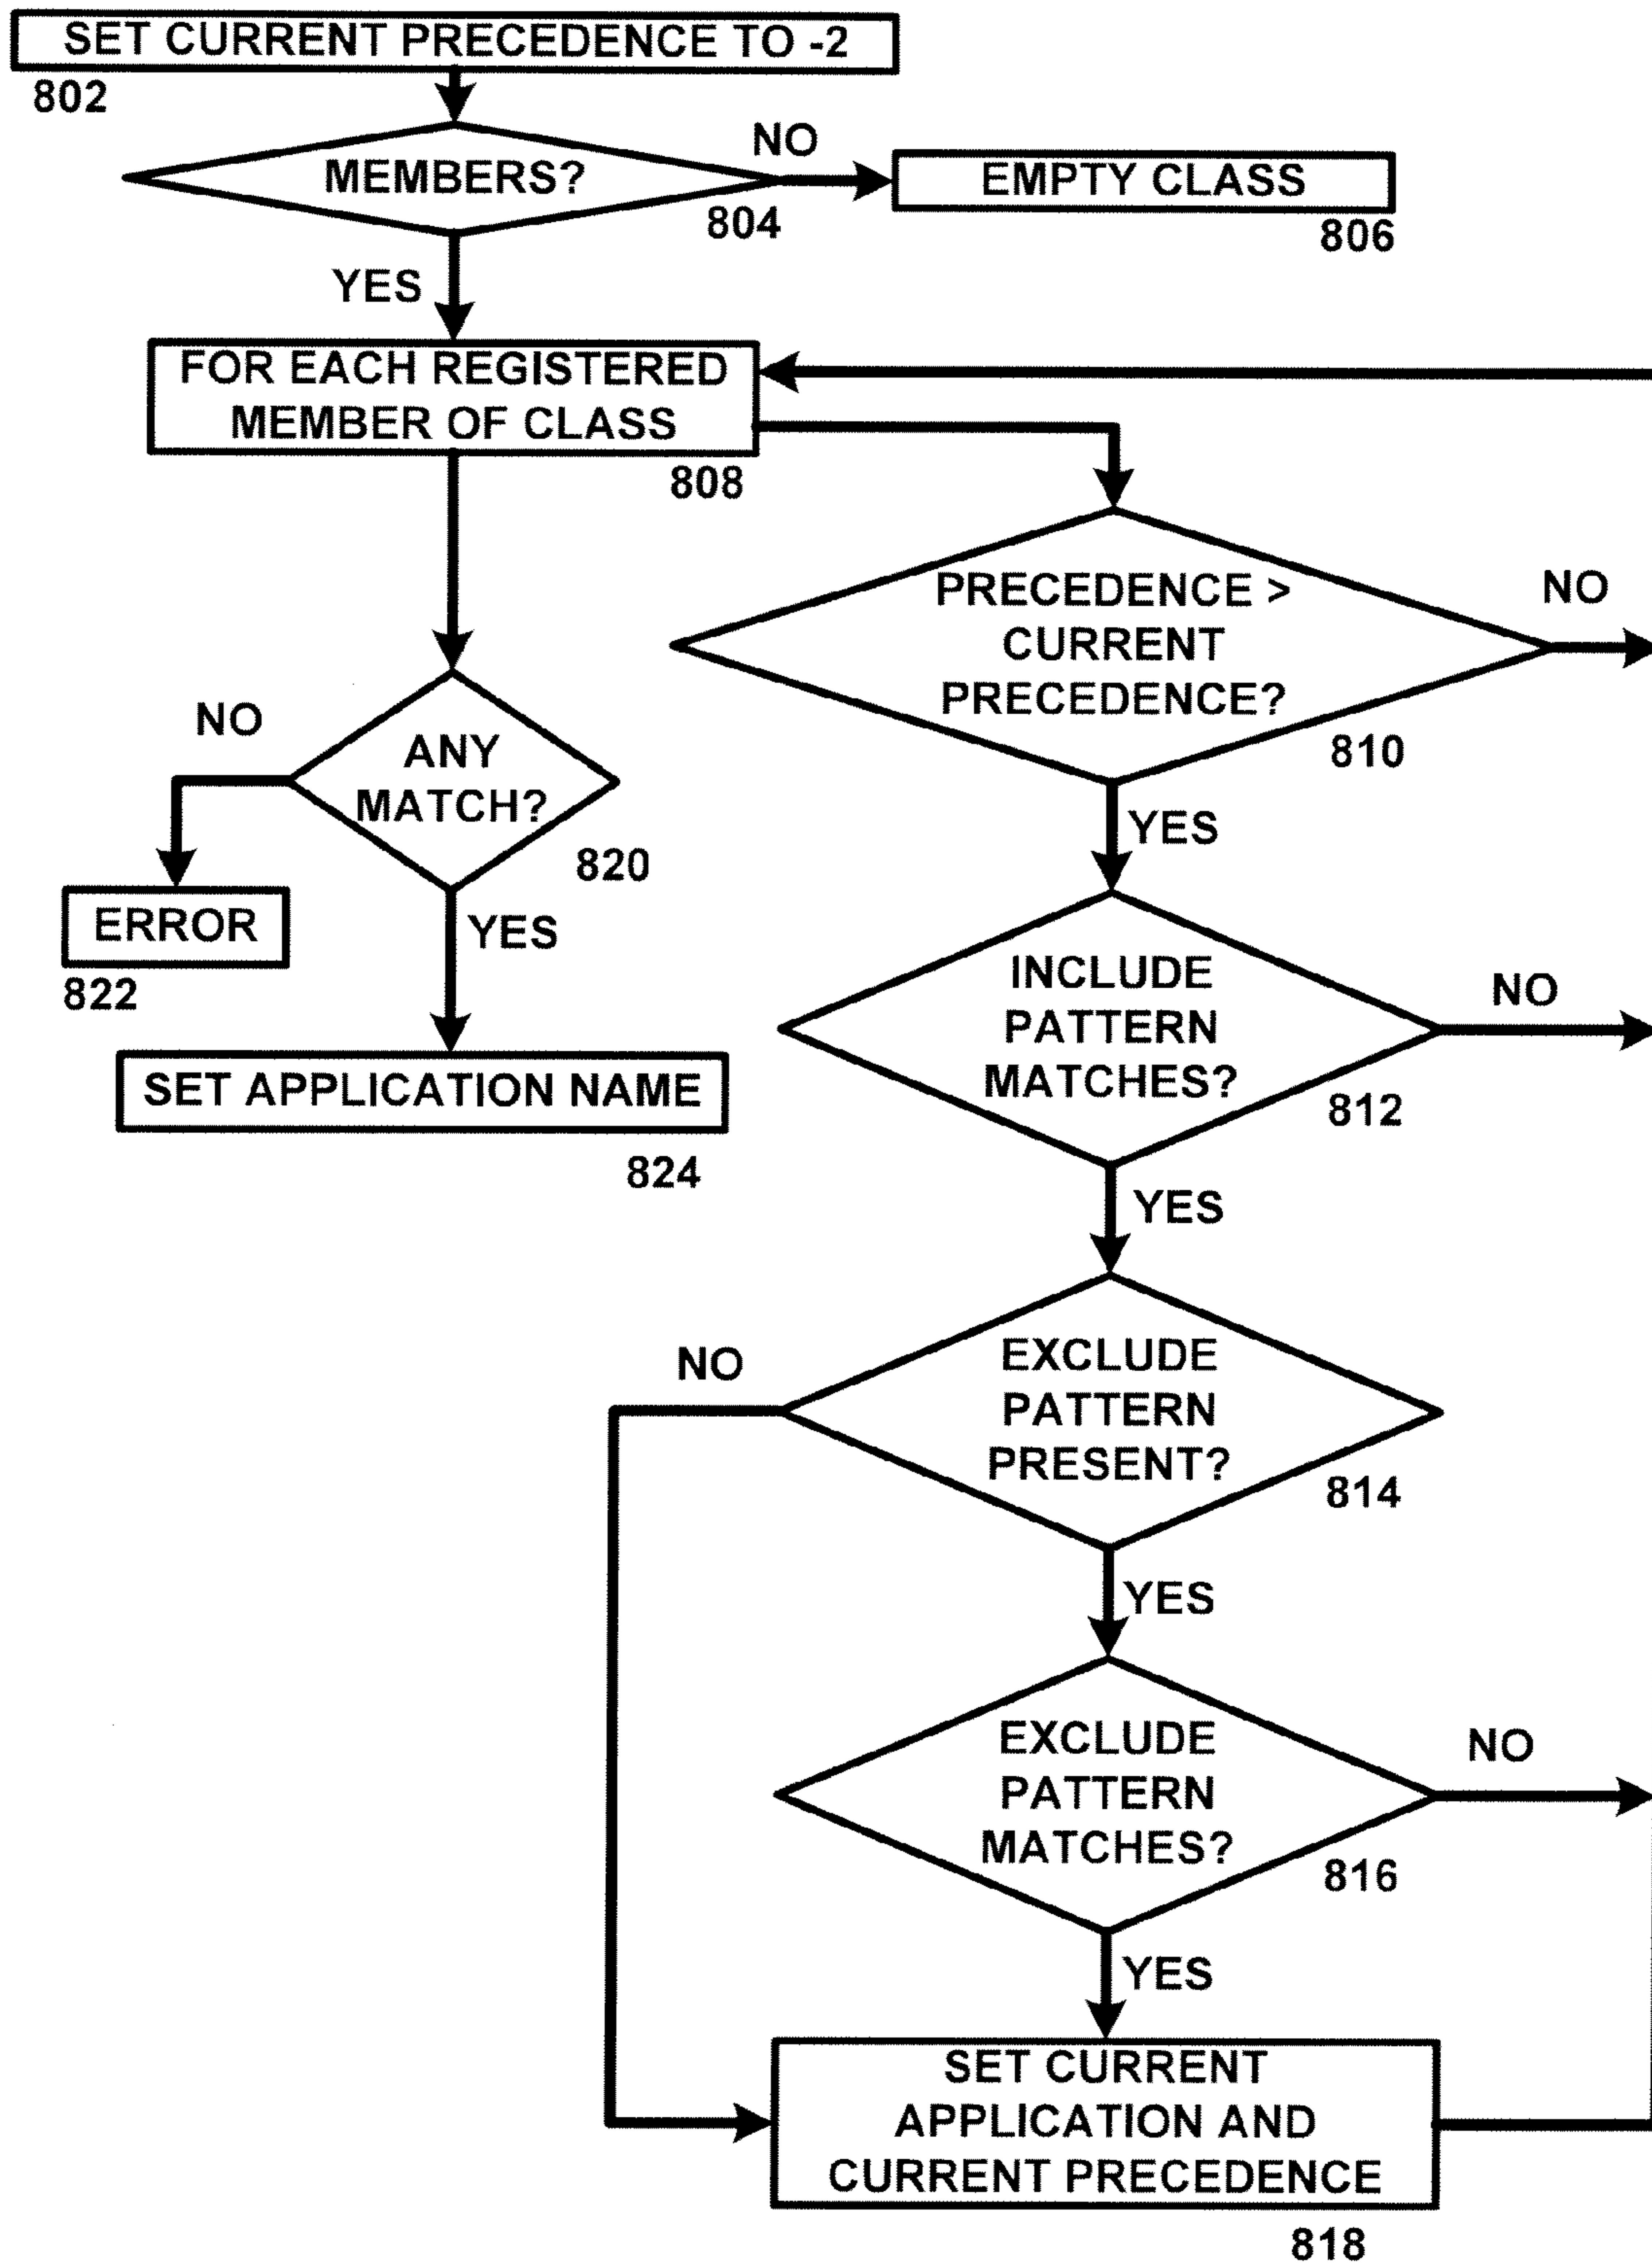 SET CURRENT PRECEDENCE TO -2
802
MEMBERS?
NO
804
EMPTY CLASS
806
YES
FOR EACH REGISTERED
MEMBER OF CLASS
808
PRECEDENCE >
CURRENT
PRECEDENCE?
NO
810
YES
NO
ANY
MATCH?
820
ERROR
822
YES
SET APPLICATION NAME
824
INCLUDE
PATTERN
MATCHES?
NO
812
YES
NO
EXCLUDE
PATTERN
PRESENT?
814
YES
EXCLUDE
PATTERN
MATCHES?
NO
816
YES
SET CURRENT
APPLICATION AND
CURRENT PRECEDENCE
818